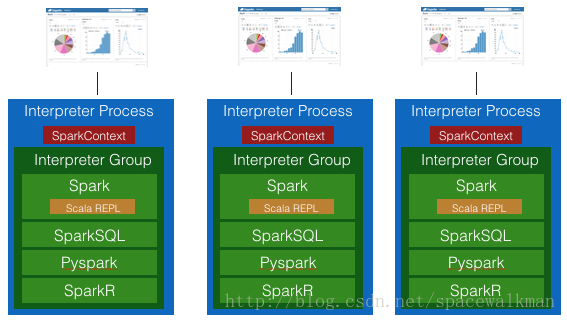 Interpreter Process
SparkContext
Interpreter Group
Spark
Scala REPL
SparkSQL
Pyspark
SparkR
Interpreter Process
SparkContext
Interpreter Group
Spark
Scala REPL
SparkSQL
Pyspark
SparkR
Interpreter Process
SparkContext
Interpreter Group
Spark
Scala REPL
SparkSQL
Pyspark
SparkR
http://blog.csdn.net/spacewalkman